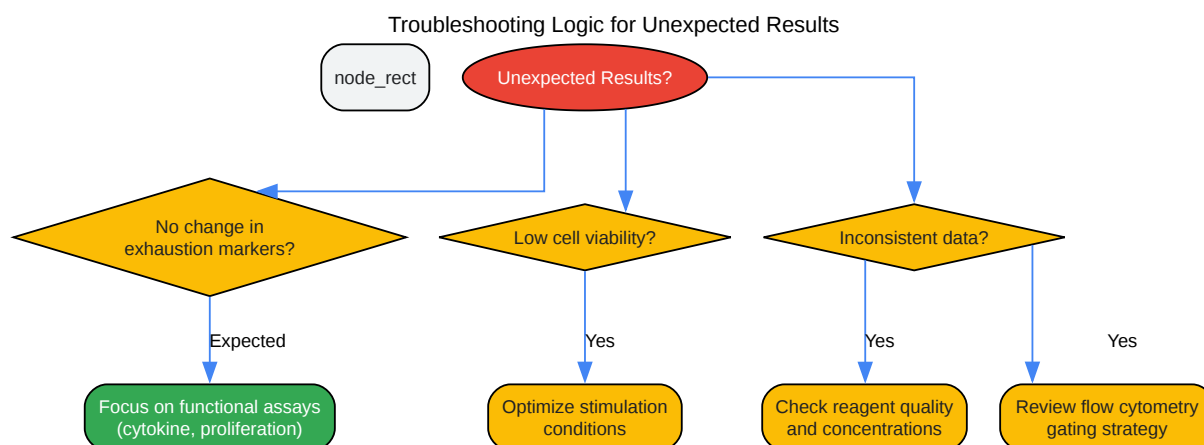 Troubleshooting Logic for Unexpected Results
node_rect
Unexpected Results?
No change in
exhaustion markers?
Low cell viability?
Inconsistent data?
Expected
Yes
Yes
Yes
Focus on functional assays
(cytokine, proliferation)
Optimize stimulation
conditions
Check reagent quality
and concentrations
Review flow cytometry
gating strategy